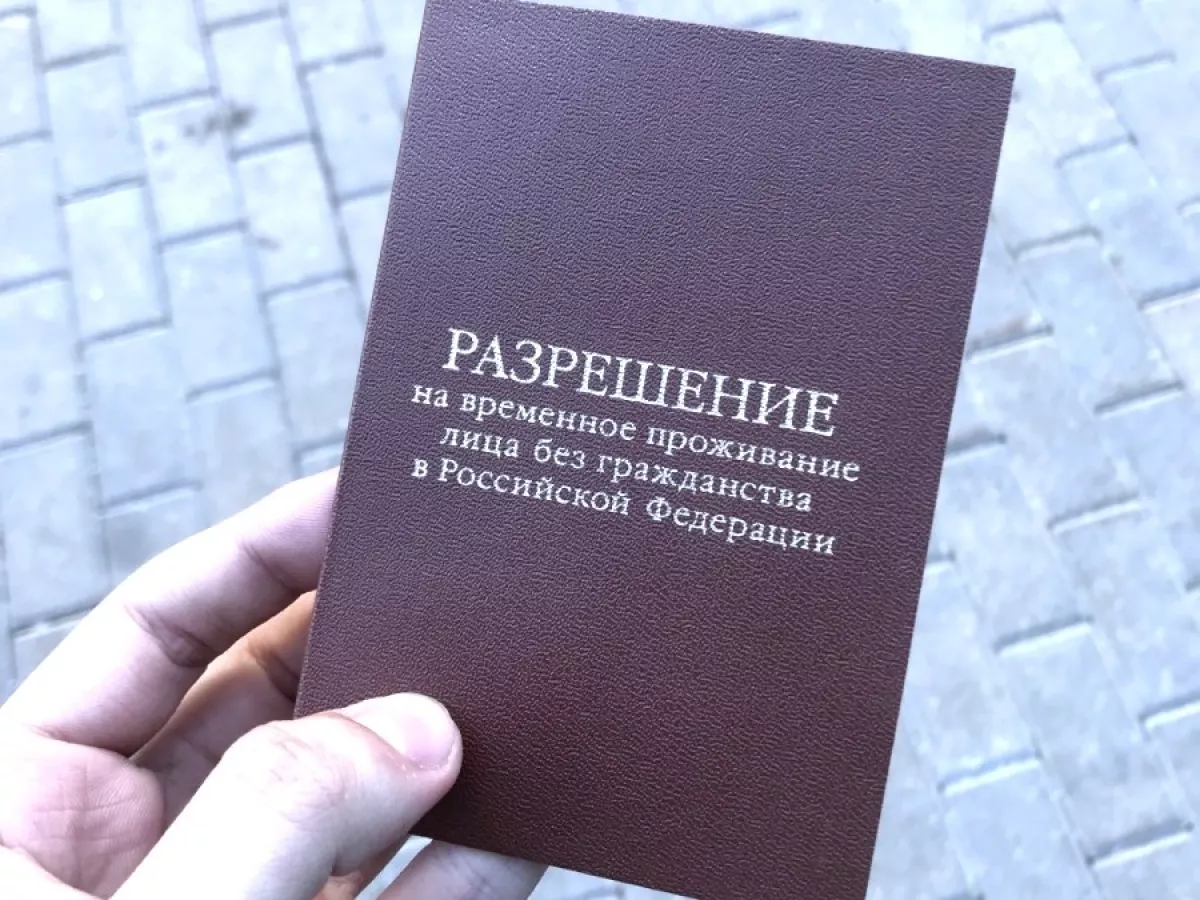 РАЗРЕШЕНИЕ
на временное проживание
лица без гражданства
в Российской Федерации